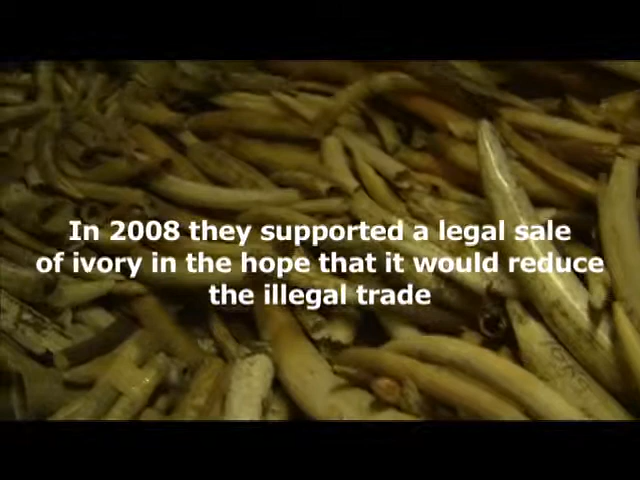 In 2008 they supported a legal sale
of ivory in the hope that it would reduce
the illegal trade